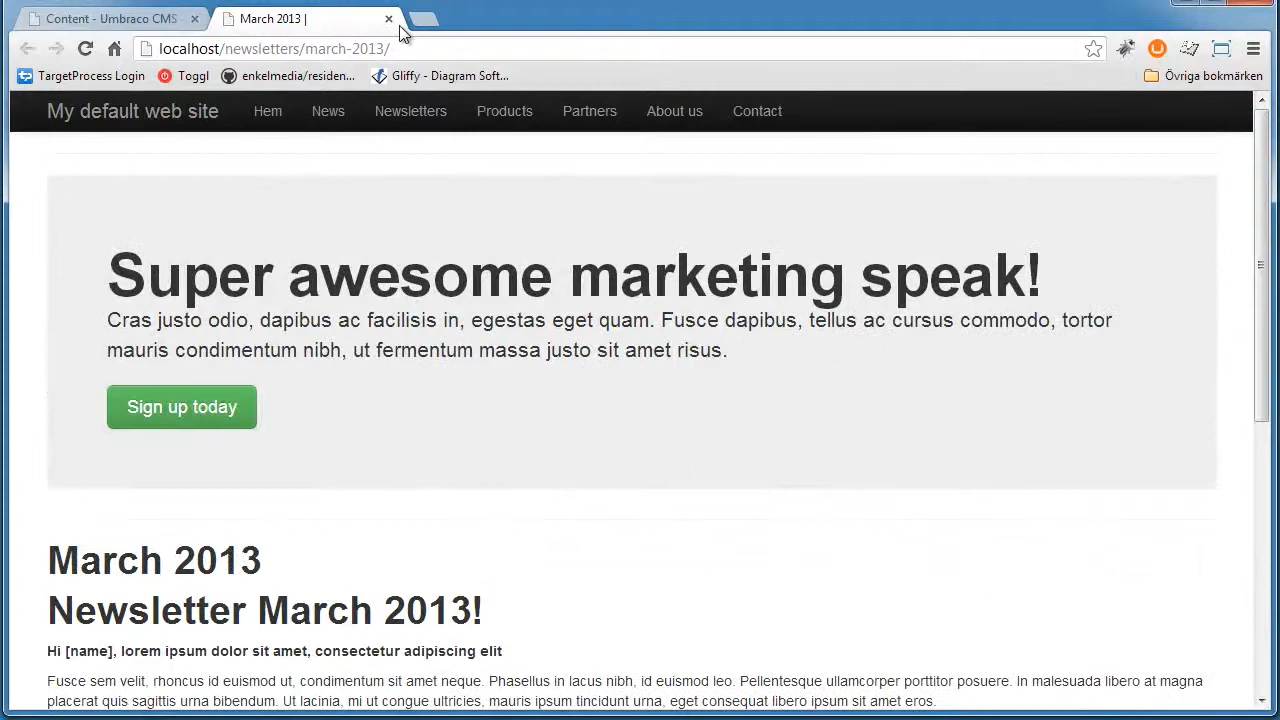 Content - Umbraco CMS
March 2013 |
localhost/newsletters/march-2013/
TargetProcess Login
Toggl
enkelmedia/residen...
Gliffy - Diagram Soft...
Övriga bokmärken
My default web site
Hem
News
Newsletters
Products
Partners
About us
Contact
Super awesome marketing speak!
Cras justo odio, dapibus ac facilisis in, egestas eget quam. Fusce dapibus, tellus ac cursus commodo, tortor
mauris condimentum nibh, ut fermentum massa justo sit amet risus.
Sign up today
March 2013
Newsletter March 2013!
Hi [name], lorem ipsum dolor sit amet, consectetur adipiscing elit
Fusce sem velit, rhoncus id euismod ut, condimentum sit amet neque. Phasellus in lacus nibh, id euismod leo. Pellentesque ullamcorper porttitor posuere. In malesuada libero at magna
placerat quis sagittis urna bibendum. Ut lacinia, mi ut congue ultricies, mauris ipsum tincidunt urna, eget consequat libero ipsum sit amet eros.